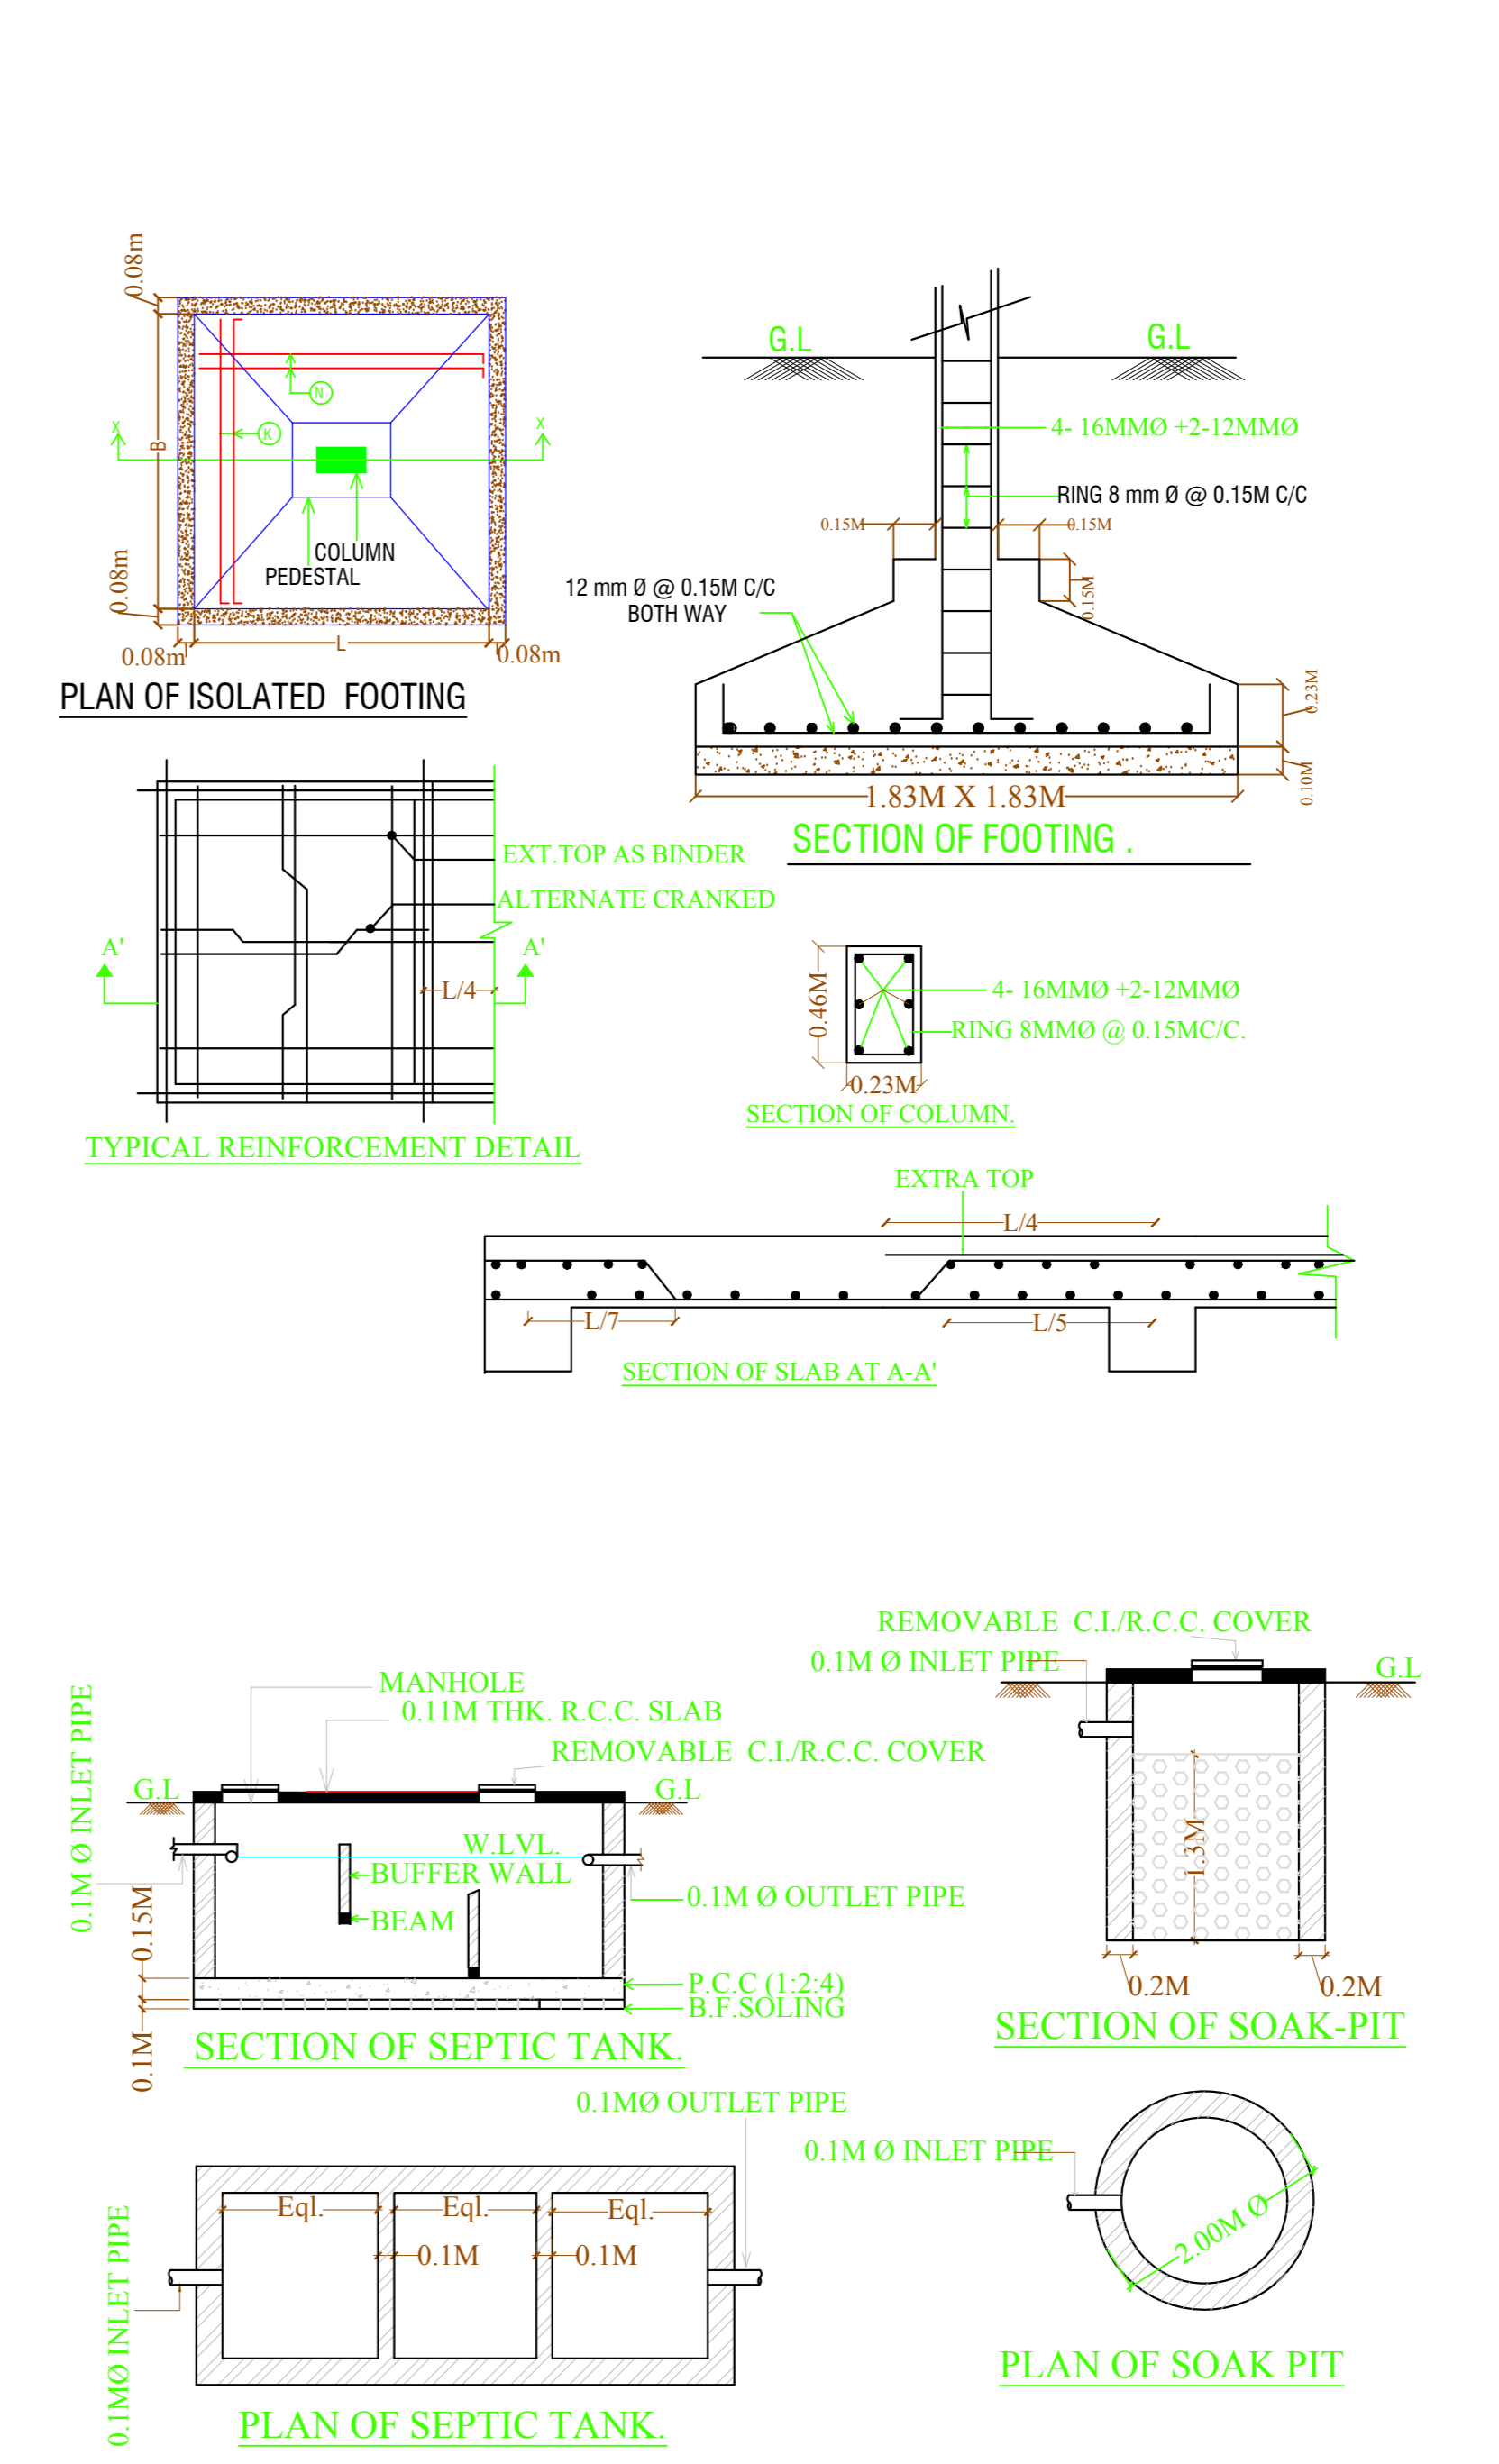 0.08m
B
X
X
N
K
COLUMN
PEDESTAL
0.08m
0.08m
L
0.08m
PLAN OF ISOLATED FOOTING
G.L
G.L
4- 16MMØ +2-12MMØ
RING 8 mm Ø @ 0.15M C/C
0.15M
0.15M
0.15M
12 mm Ø @ 0.15M C/C
BOTH WAY
0.23M
0.10M
1.83M X 1.83M
SECTION OF FOOTING .
EXT.TOP AS BINDER
ALTERNATE CRANKED
A'
A'
L/4
TYPICAL REINFORCEMENT DETAIL
0.46M
4- 16MMØ +2-12MMØ
RING 8MMØ @ 0.15MC/C.
0.23M
SECTION OF COLUMN.
EXTRA TOP
L/4
L/7
L/5
SECTION OF SLAB AT A-A'
MANHOLE
0.11M THK. R.C.C. SLAB
REMOVABLE C.I./R.C.C. COVER
0.1M Ø INLET PIPE
G.L
G.L
W.LVL.
BUFFER WALL
BEAM
0.1M Ø OUTLET PIPE
0.15M
P.C.C (1:2:4)
B.F.SOLING
0.1M
SECTION OF SEPTIC TANK.
REMOVABLE C.I./R.C.C. COVER
0.1M Ø INLET PIPE
G.L
1.3M
0.2M
0.2M
SECTION OF SOAK-PIT
0.1MØ OUTLET PIPE
Eql.
Eql.
Eql.
0.1M
0.1M
0.1MØ INLET PIPE
PLAN OF SEPTIC TANK.
0.1M Ø INLET PIPE
2.00M Ø
PLAN OF SOAK PIT